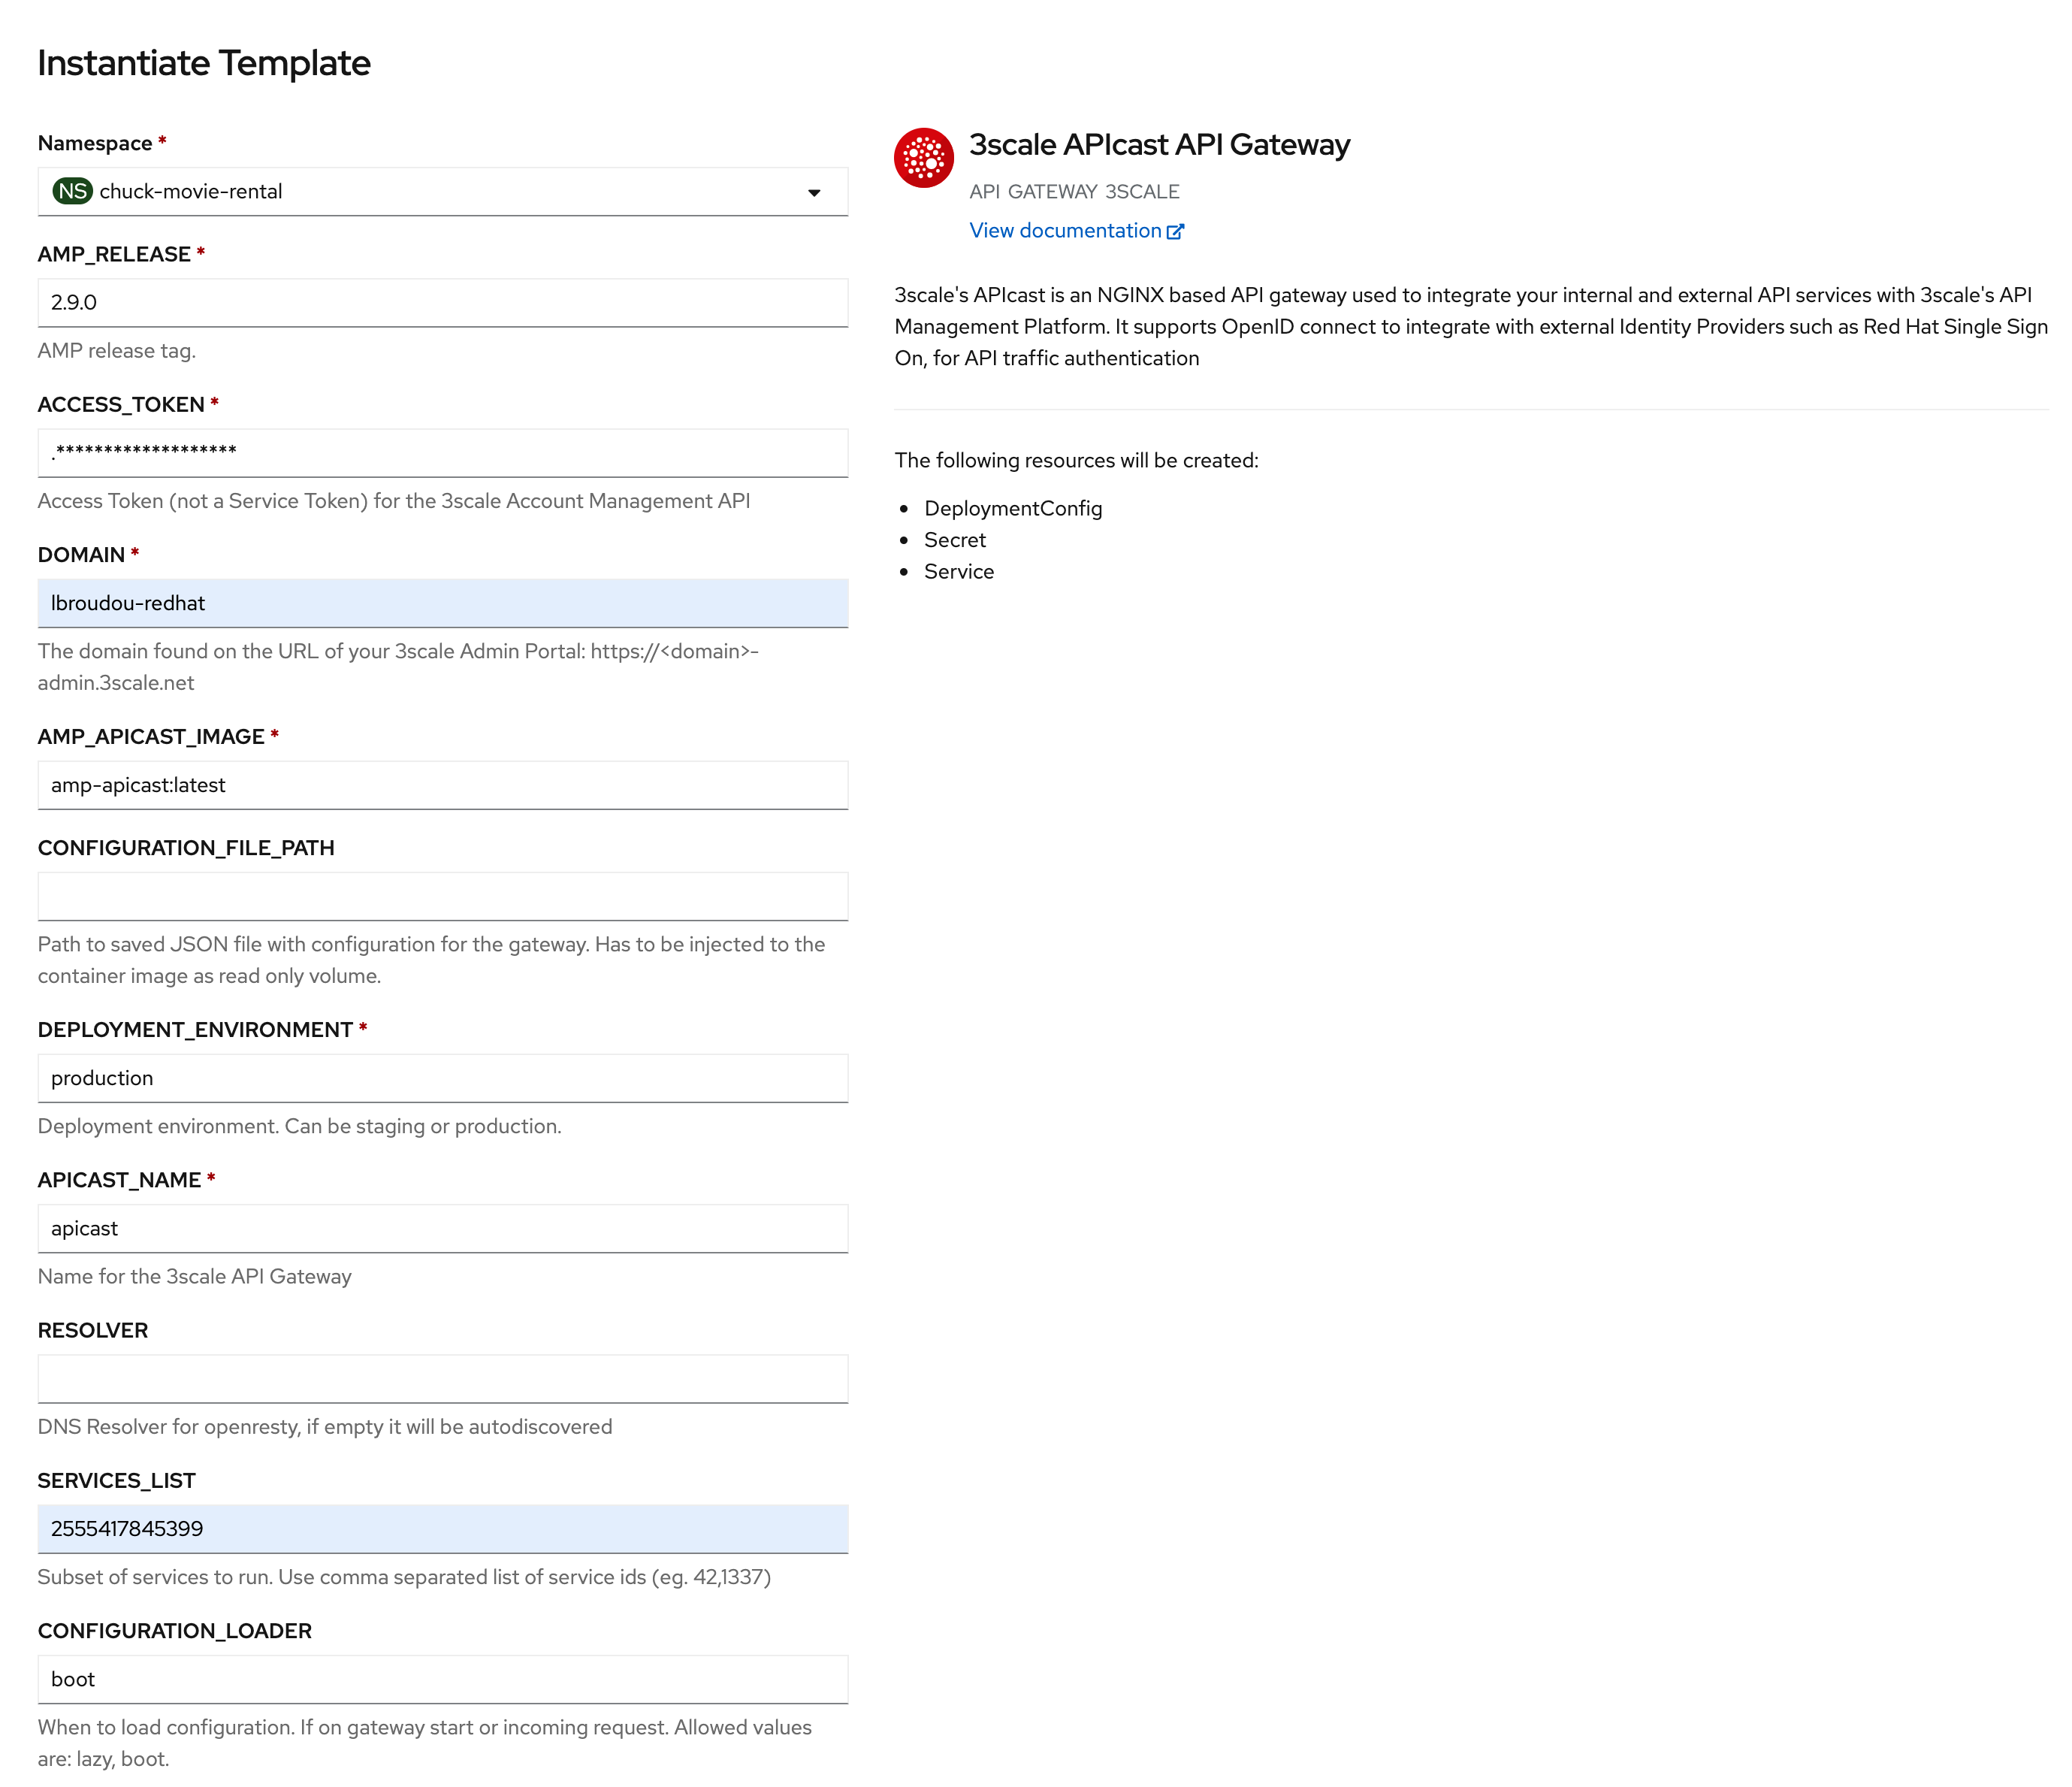 Instantiate Template
Namespace *
NS chuck-movie-rental
AMP_RELEASE *
2.9.0
AMP release tag.
ACCESS_TOKEN *
.*******************
Access Token (not a Service Token) for the 3scale Account Management API
DOMAIN *
lbroudou-redhat
The domain found on the URL of your 3scale Admin Portal: https://<domain>-
admin.3scale.net
AMP_APICAST_IMAGE *
amp-apicast:latest
CONFIGURATION_FILE_PATH
Path to saved JSON file with configuration for the gateway. Has to be injected to the
container image as read only volume.
DEPLOYMENT_ENVIRONMENT *
production
Deployment environment. Can be staging or production.
APICAST_NAME *
apicast
Name for the 3scale API Gateway
RESOLVER
DNS Resolver for openresty, if empty it will be autodiscovered
SERVICES_LIST
2555417845399
Subset of services to run. Use comma separated list of service ids (eg. 42,1337)
CONFIGURATION_LOADER
boot
When to load configuration. If on gateway start or incoming request. Allowed values
are: lazy, boot.
3scale APIcast API Gateway
API GATEWAY 3SCALE
View documentation
3scale's APIcast is an NGINX based API gateway used to integrate your internal and external API services with 3scale's API
Management Platform. It supports OpenID connect to integrate with external Identity Providers such as Red Hat Single Sign
On, for API traffic authentication
The following resources will be created:
• DeploymentConfig
• Secret
• Service